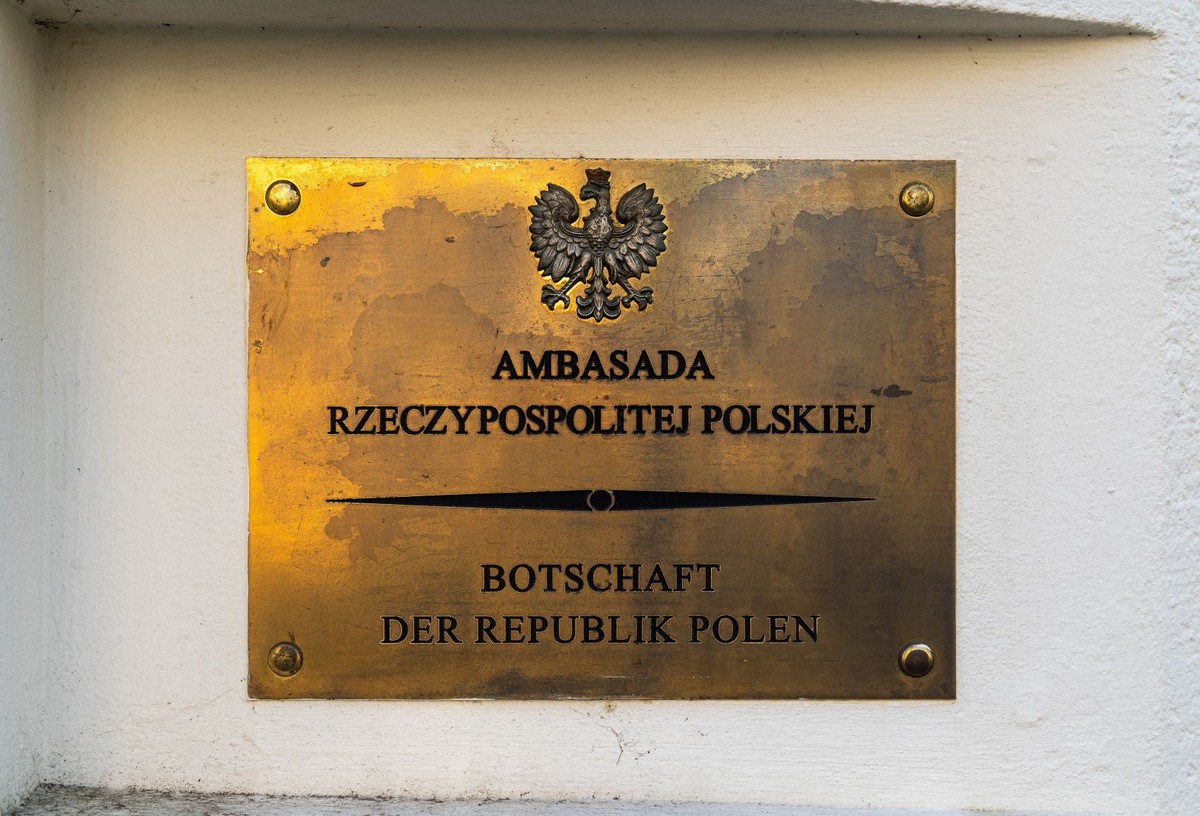 AMBASADA
RZECZYPOSPOLITEJ POLSKIEJ
BOTSCHAFT
DER REPUBLIK POLEN